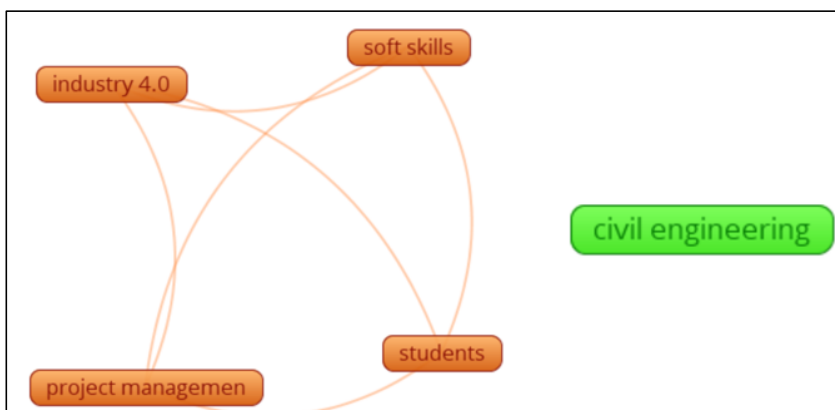 soft skills
industry 4.0
civil engineering
students
project managemen